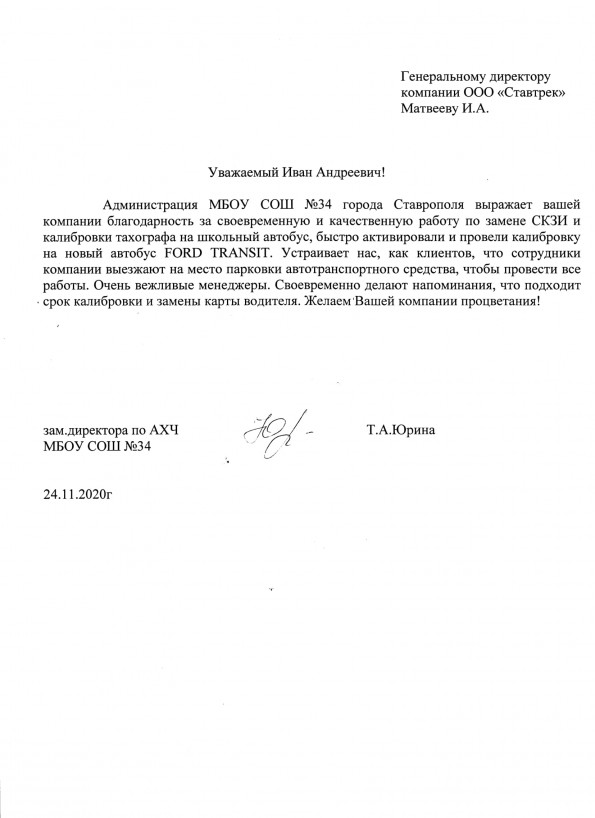 Генеральному директору
компании ООО «Ставтрек»
Матвееву И.А.
Уважаемый Иван Андреевич!
Администрация МБОУ СОШ №34 города Ставрополя выражает вашей
компании благодарность за своевременную и качественную работу по замене СКЗИ и
калибровки тахографа на школьный автобус, быстро активировали и провели калибровку
на новый автобус FORD TRANSIT. Устраивает нас, как клиентов, что сотрудники
компании выезжают на место парковки автотранспортного средства, чтобы провести все
работы. Очень вежливые менеджеры. Своевременно делают напоминания, что подходит
срок калибровки и замены карты водителя. Желаем Вашей компании процветания!
зам.директора по АХЧ Т.А.Юрина
МБОУ СОШ №34
24.11.2020г